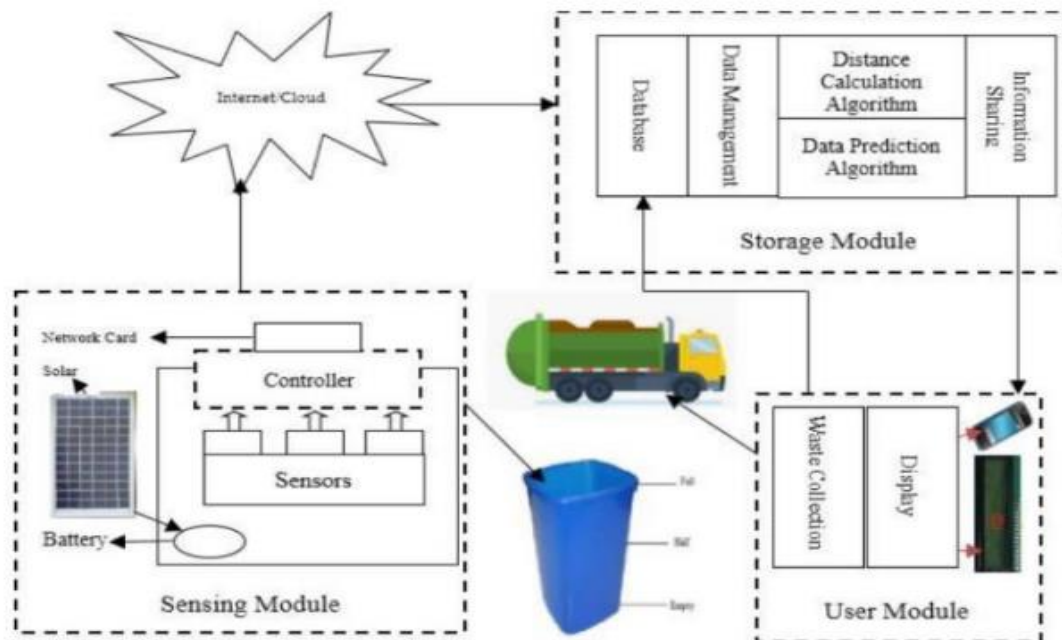 Internet/Cloud
Database
Data Management
Distance
Calculation
Algorithm
Data Prediction
Algorithm
Information
Sharing
Storage Module
Network Card
Solar
Controller
Sensors
Battery
Sensing Module
Full
Half
Empty
Waste Collection
Display
User Module